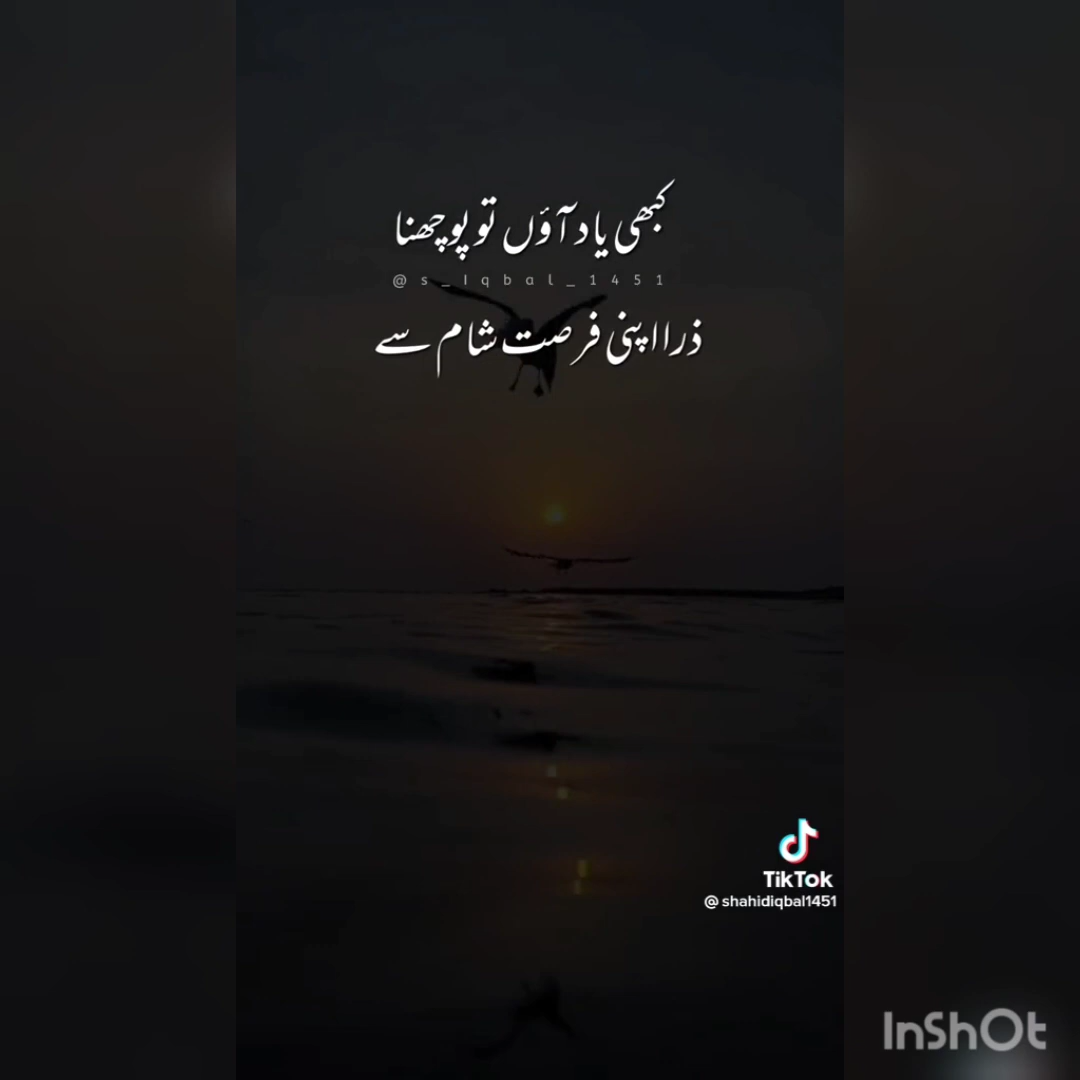 کبھی یاد آؤں تو پوچھنا
@s_Iqbal_1451
ذرا اپنی فرصت شام سے
TikTok
@shahidiqbal1451
InShOt